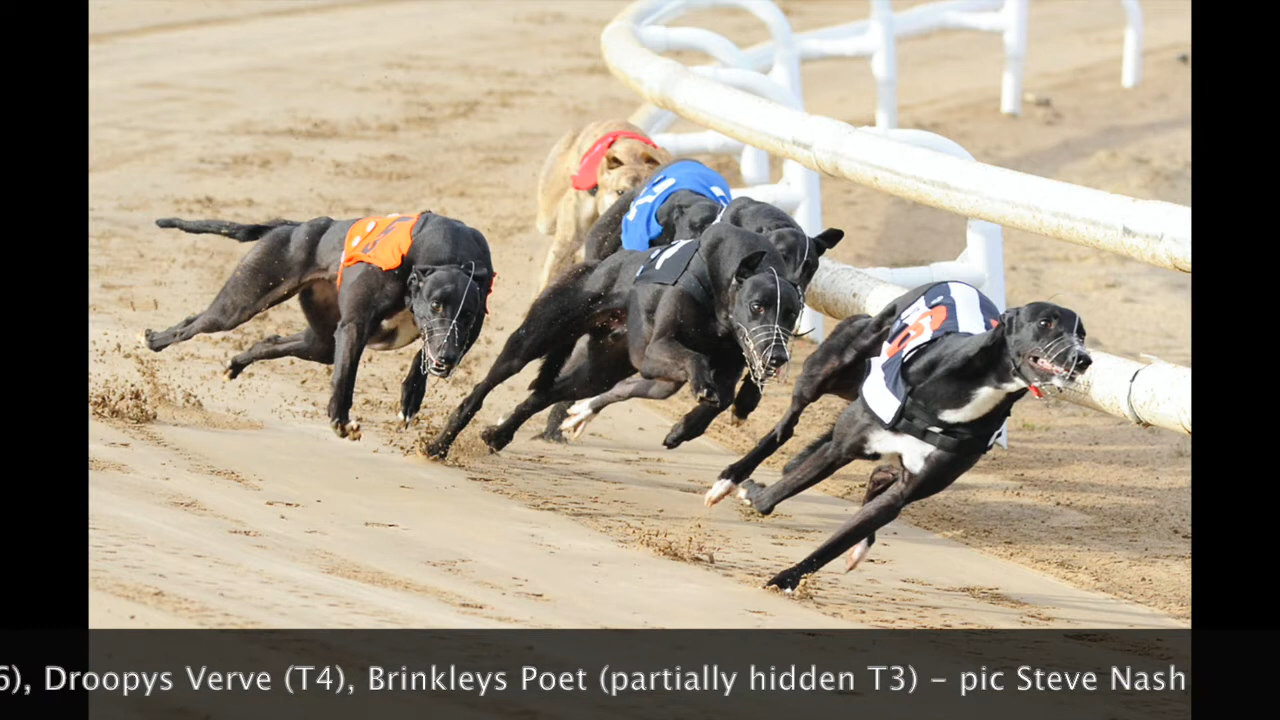 6), Droopys Verve (T4), Brinkleys Poet (partially hidden T3) – pic Steve Nash